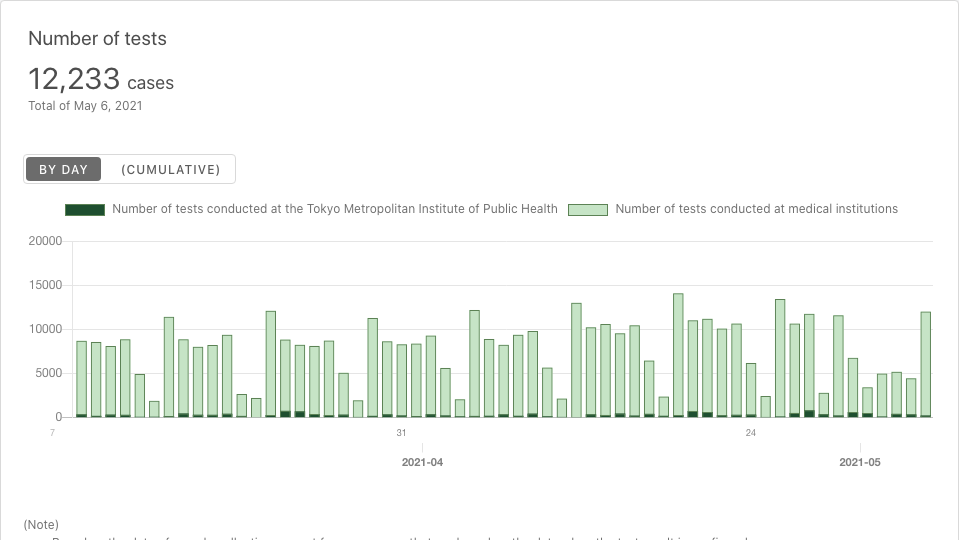 Number of tests
12,233 cases
Total of May 6, 2021
BY DAY (CUMULATIVE)
Number of tests conducted at the Tokyo Metropolitan Institute of Public Health Number of tests conducted at medical institutions
20000
15000
10000
5000
0
7 31 24
2021-04 2021-05
(Note)